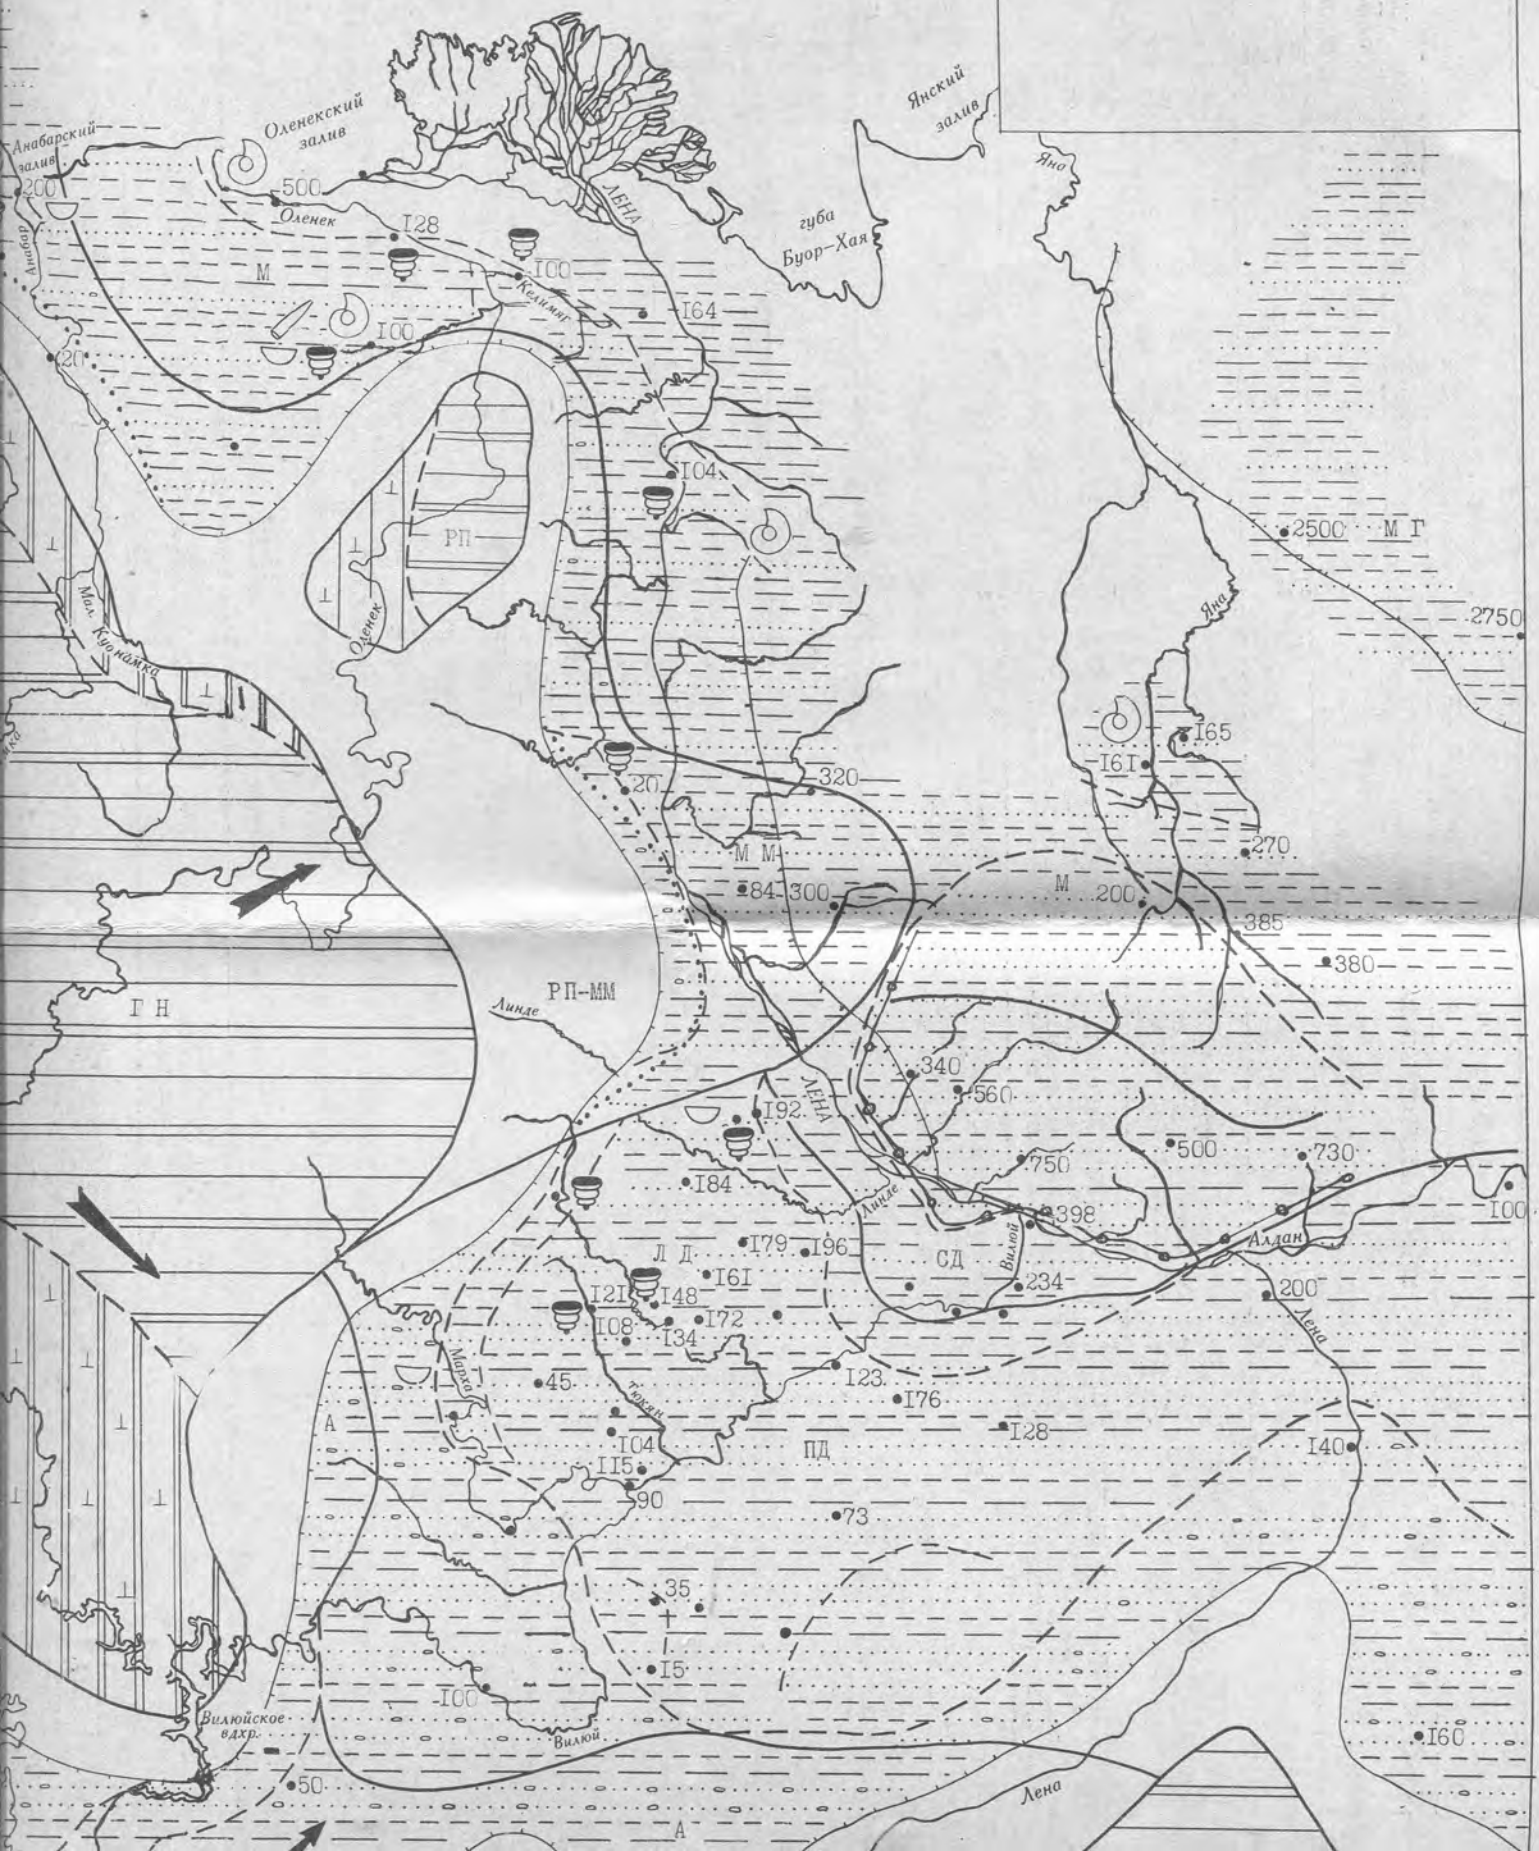 Оленекский
залив
Янский
залив
Анабарский
залив
Яна
200
500
Оленек
ЛЕНА
губа
Буор-Хая
I28
Анабар
М
I00
Келимяг
I64
I00
20
I04
РП
2500
М Г
Мал. Куонамка
Оленек
Яна
2750
I65
I6I
20
320
ММ
270
84
300
М
200
385
380
РП-ММ
Г Н
Линде
340
560
ЛЕНА
I92
500
750
730
I84
Линде
I00
398
I79
I96
Л Д
СД
Вилюй
Алдан
I6I
234
200
I2I
I48
I08
I34
I72
Лена
I23
Марха
45
Тюкян
I76
А
I04
I28
ПД
I40
II5
90
73
35
I5
I00
Вилюйское
вдхр.
Вилюй
I60
50
Лена
А